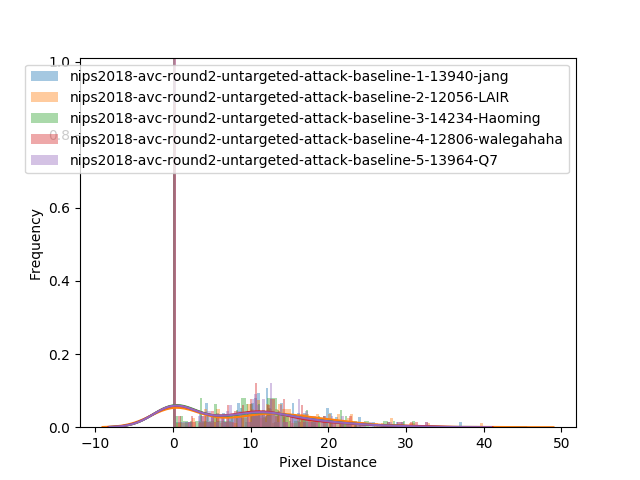 1.0
nips2018-avc-round2-untargeted-attack-baseline-1-13940-jang
nips2018-avc-round2-untargeted-attack-baseline-2-12056-LAIR
nips2018-avc-round2-untargeted-attack-baseline-3-14234-Haoming
0.8
nips2018-avc-round2-untargeted-attack-baseline-4-12806-walegahaha
nips2018-avc-round2-untargeted-attack-baseline-5-13964-Q7
0.6
Frequency
0.4
0.2
0.0
−10 0 10 20 30 40 50
Pixel Distance